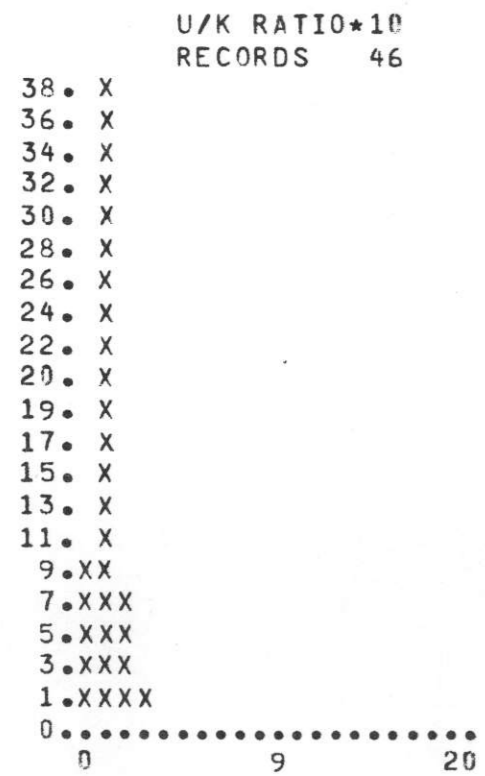 U/K RATIO*10
RECORDS 46
38. X
36. X
34. X
32. X
30. X
28. X
26. X
24. X
22. X
20. X
19. X
17. X
15. X
13. X
11. X
9.XX
7.XXX
5.XXX
3.XXX
1.XXXX
0......................
0 9 20